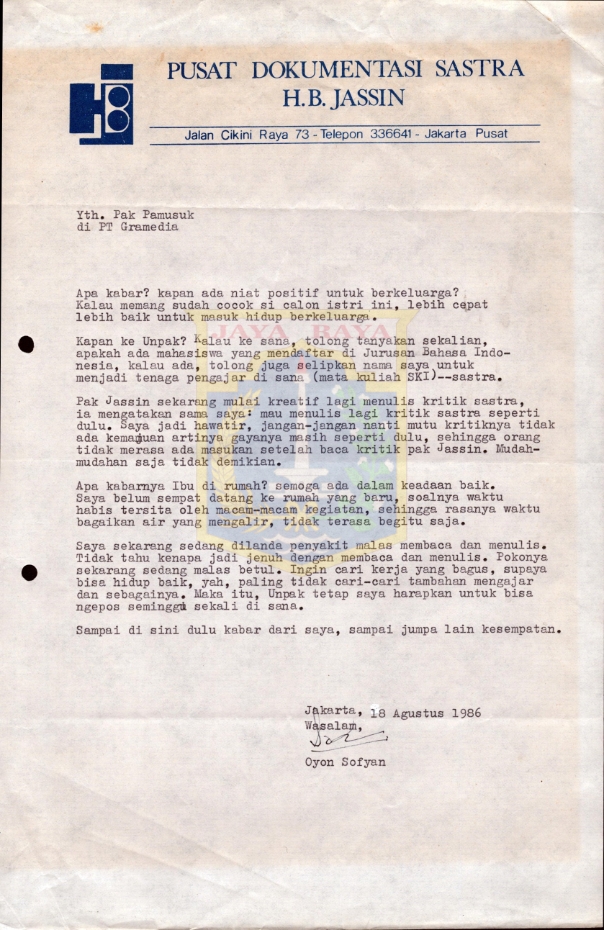 PUSAT DOKUMENTASI SASTRA
H.B. JASSIN
Jalan Cikini Raya 73 - Telepon 336641 - Jakarta Pusat
Yth. Pak Pamusuk
di PT Gramedia
Apa kabar? kapan ada niat positif untuk berkeluarga?
Kalau memang sudah cocok si calon istri ini, lebih cepat
lebih baik untuk masuk hidup berkeluarga.
JAYA RAYA
Kapan ke Unpak? Kalau ke sana, tolong tanyakan sekalian,
apakah ada mahasiswa yang mendaftar di Jurusan Bahasa Indo-
nesia, kalau ada, tolong juga selipkan nama saya untuk
menjadi tenaga pengajar di sana (mata kuliah SKI)--sastra.
Pak Jassin sekarang mulai kreatif lagi menulis kritik sastra,
ia mengatakan sama saya: mau menulis lagi kritik sastra seperti
dulu. Saya jadi hawatir, jangan-jangan nanti mutu kritiknya tidak
ada kemajuan artinya gayanya masih seperti dulu, sehingga orang
tidak merasa ada masukan setelah baca kritik pak Jassin. Mudah-
mudahan saja tidak demikian.
Apa kabarnya Ibu di rumah? semoga ada dalam keadaan baik.
Saya belum sempat datang ke rumah yang baru, soalnya waktu
habis tersita oleh macam-macam kegiatan, sehingga rasanya waktu
bagaikan air yang mengalir, tidak terasa begitu saja.
Saya sekarang sedang dilanda penyakit malas membaca dan menulis.
Tidak tahu kenapa jadi jenuh dengan membaca dan menulis. Pokonya
sekarang sedang malas betul. Ingin cari kerja yang bagus, supaya
bisa hidup baik, yah, paling tidak cari-cari tambahan mengajar
dan sebagainya. Maka itu, Unpak tetap saya harapkan untuk bisa
ngepos seminggu sekali di sana.
Sampai di sini dulu kabar dari saya, sampai jumpa lain kesempatan.
Jakarta, 18 Agustus 1986
Wasalam,
Oyon Sofyan